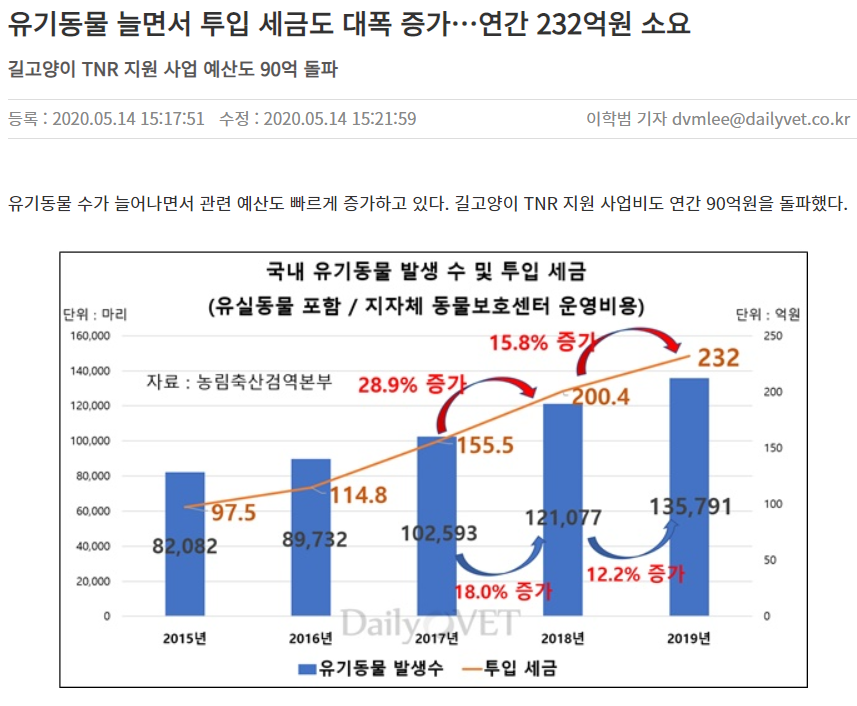 유기동물 늘면서 투입 세금도 대폭 증가…연간 232억원 소요
길고양이 TNR 지원 사업 예산도 90억 돌파
등록 : 2020.05.14 15:17:51 수정 : 2020.05.14 15:21:59 이학범 기자 dvmlee@dailyvet.co.kr
유기동물 수가 늘어나면서 관련 예산도 빠르게 증가하고 있다. 길고양이 TNR 지원 사업비도 연간 90억원을 돌파했다.
국내 유기동물 발생 수 및 투입 세금
(유실동물 포함 / 지자체 동물보호센터 운영비용)
단위 : 마리 단위 : 억원
160,000 15.8% 증가 250
232
140,000 자료 : 농림축산검역본부 28.9% 증가
120,000 200.4 200
100,000 155.5 150
80,000 114.8
60,000 97.5 135,791 100
40,000 82,082 89,732 102,593 121,077 50
20,000 18.0% 증가 12.2% 증가
0 0
DailyVET
2015년 2016년 2017년 2018년 2019년
유기동물 발생수 투입 세금